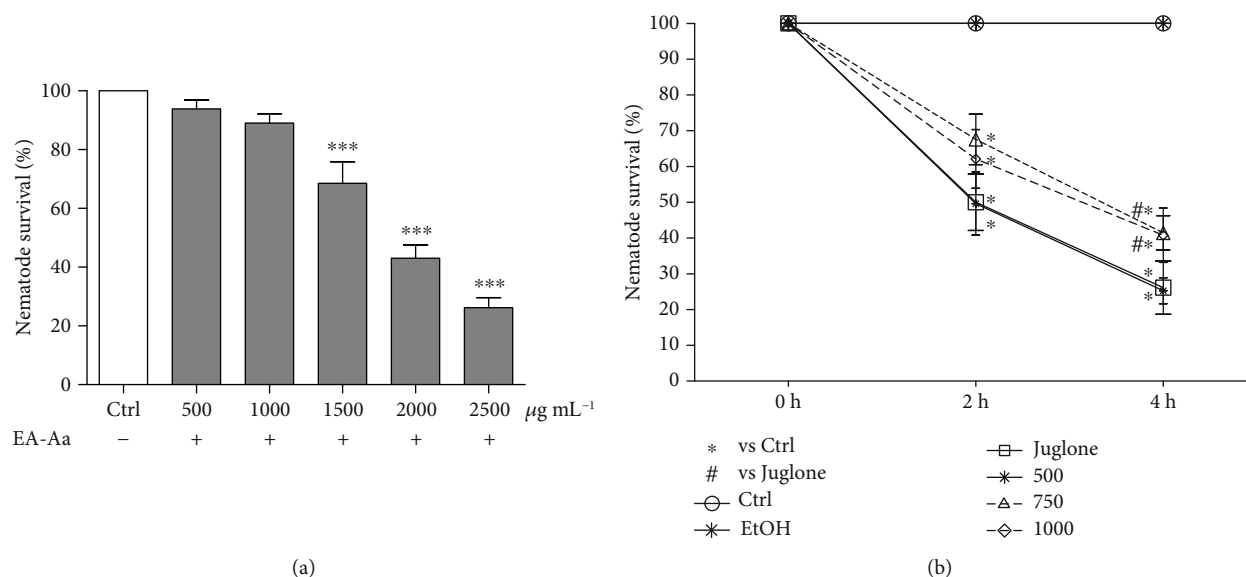 Nematode survival (%)
100
80
60
40
20
0
***
***
***
Ctrl 500 1000 1500 2000 2500 μg mL⁻¹
EA-Aa − + + + + +
(a)
Nematode survival (%)
100
90
80
70
60
50
40
30
20
10
0
*
*
*
*
#*
#*
*
*
0 h 2 h 4 h
* vs Ctrl
# vs Juglone
Ctrl
EtOH
Juglone
500
750
1000
(b)